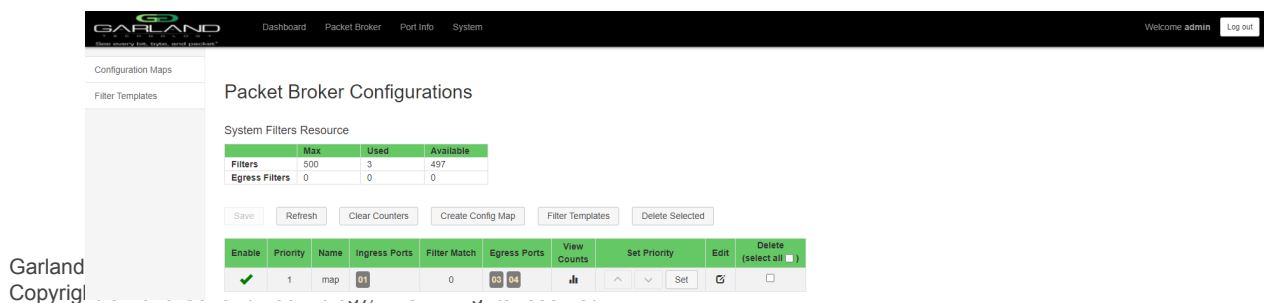 GARLAND
TECHNOLOGY
See every bit, byte, and packet®
Dashboard Packet Broker Port Info System
Welcome admin Log out
Configuration Maps
Filter Templates
Packet Broker Configurations
System Filters Resource
Max Used Available
Filters 500 3 497
Egress Filters 0 0 0
Save Refresh Clear Counters Create Config Map Filter Templates Delete Selected
Enable Priority Name Ingress Ports Filter Match Egress Ports View Counts Set Priority Edit Delete (select all )
1 map 01 0 03 04 Set
Garland